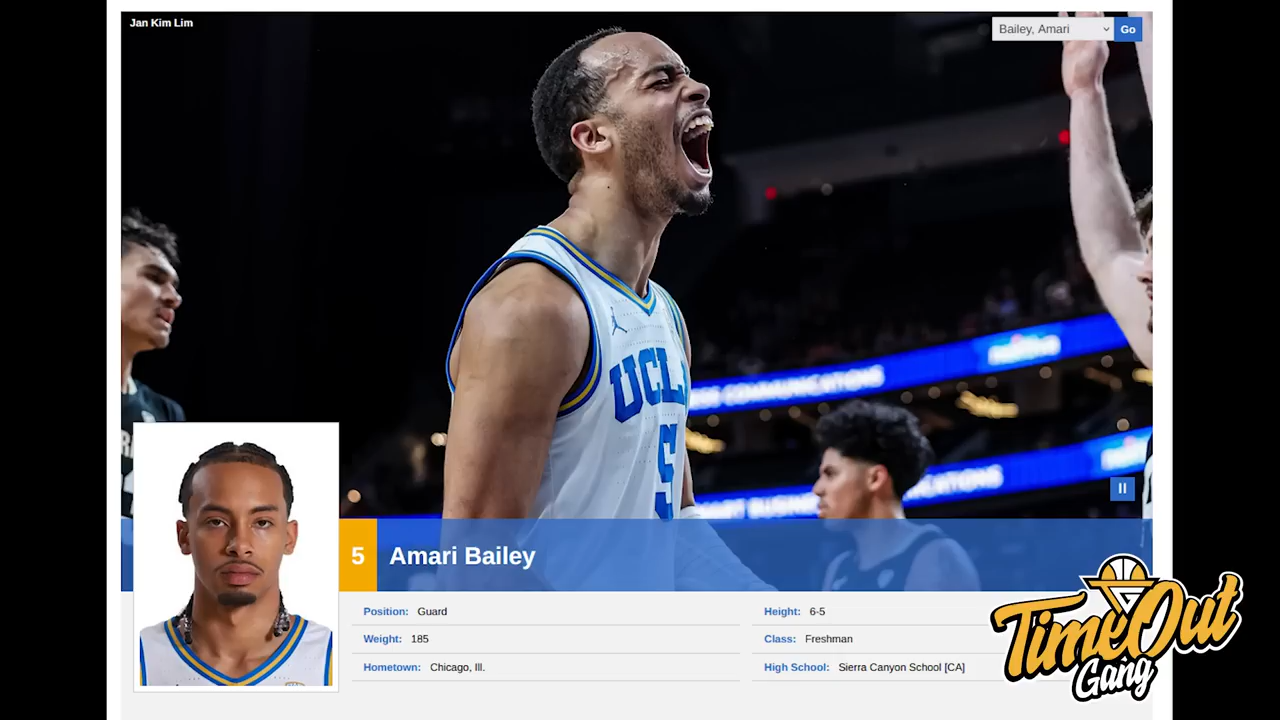 Jan Kim Lim
Bailey, Amari
Go
UCLA
5
5 Amari Bailey
Position: Guard
Height: 6-5
Weight: 185
Class: Freshman
Hometown: Chicago, Ill.
High School: Sierra Canyon School [CA]
TimeOut
Gang